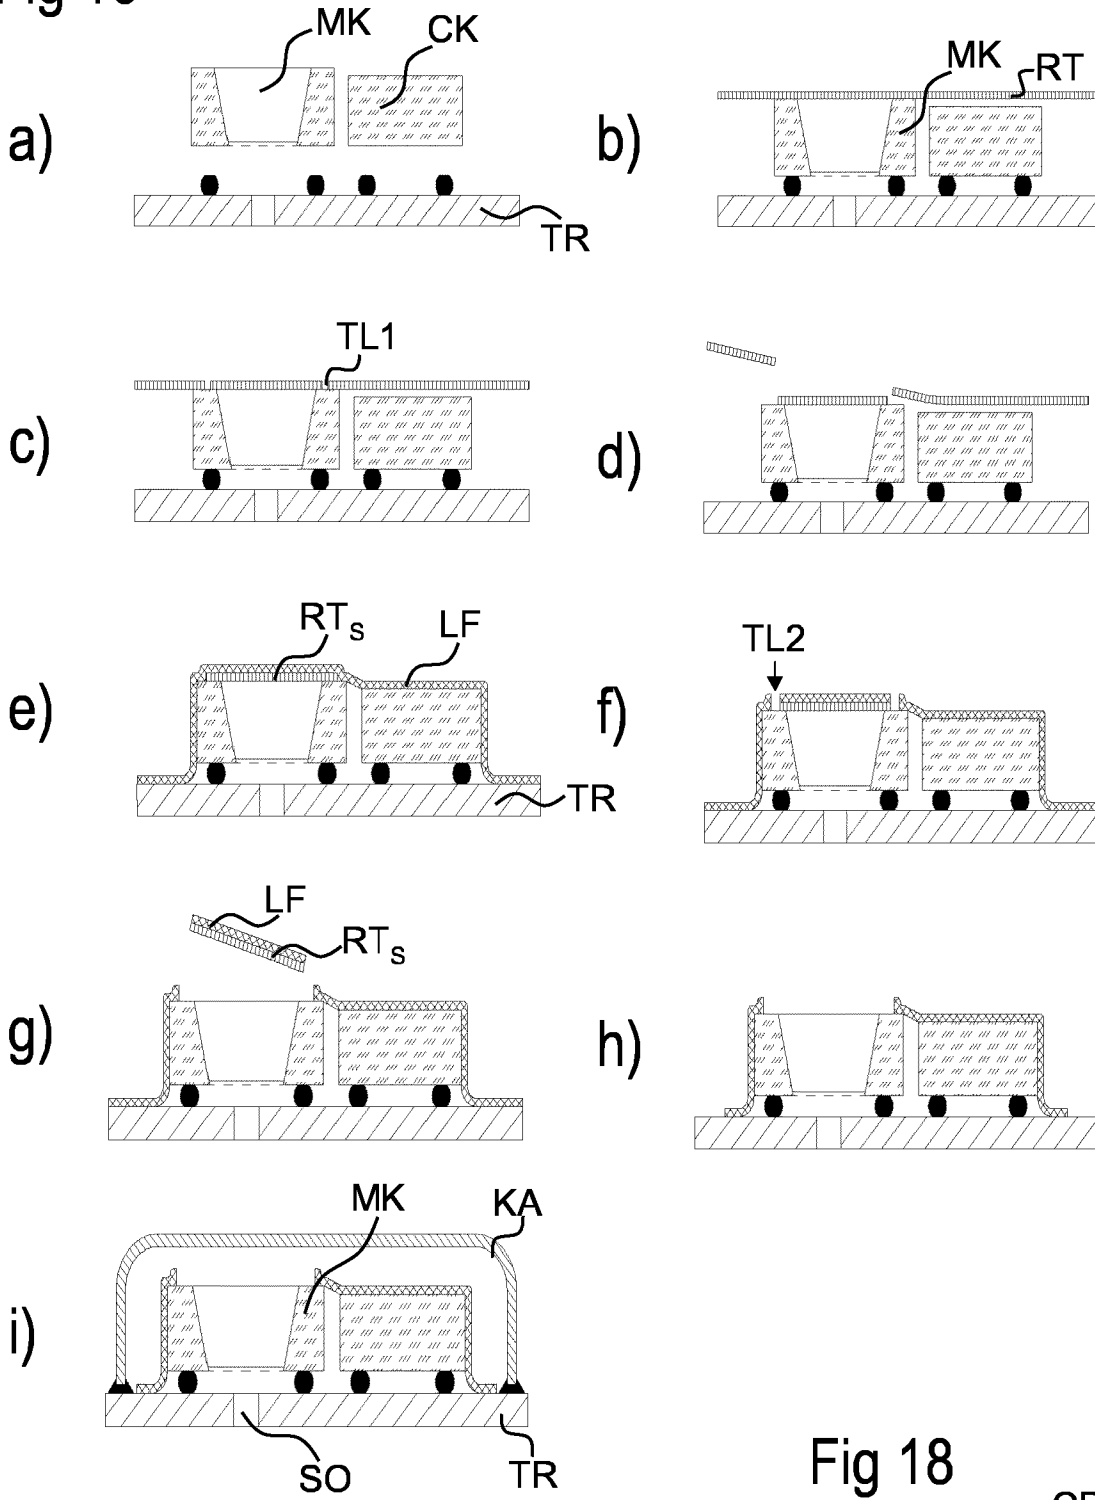 MK CK
a)
TR
MK RT
b)
TL1
c)
d)
RTS LF
e)
TR
TL2
f)
LF
RTS
g)
h)
MK KA
i)
SO TR
Fig 18